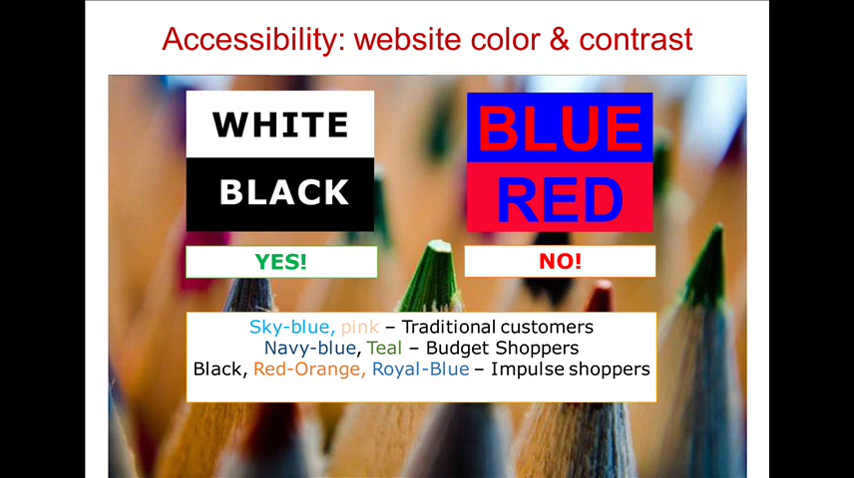 Accessibility: website color & contrast
WHITE
BLACK
BLUE
RED
YES!
NO!
Sky-blue, pink – Traditional customers
Navy-blue, Teal – Budget Shoppers
Black, Red-Orange, Royal-Blue – Impulse shoppers